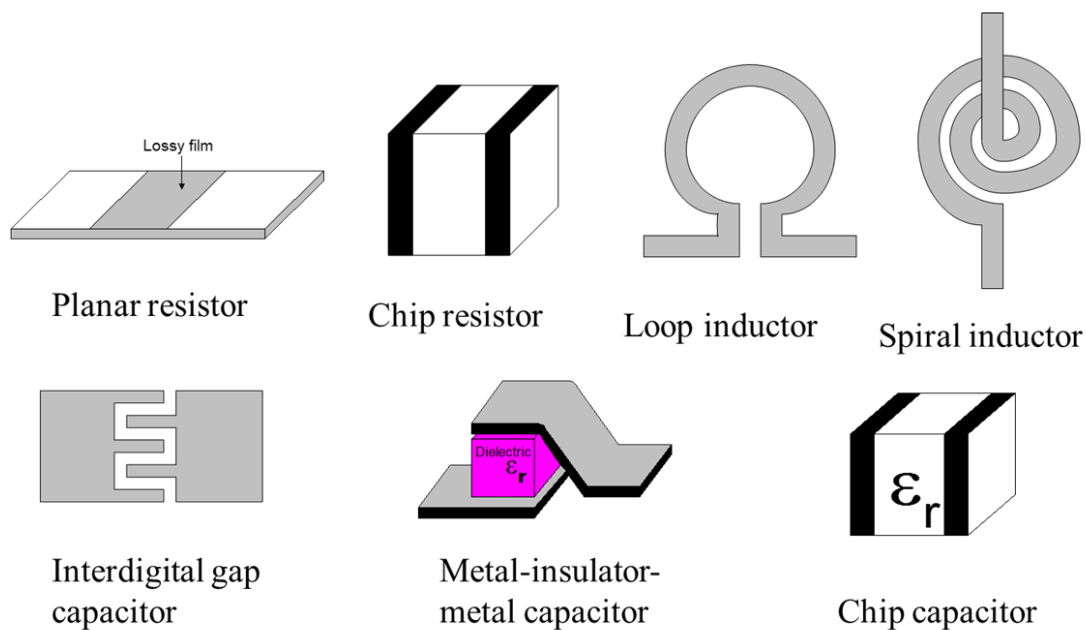 Lossy film
Planar resistor
Chip resistor
Loop inductor
Spiral inductor
Dielectric
εr
εr
Interdigital gap
capacitor
Metal-insulator-
metal capacitor
Chip capacitor